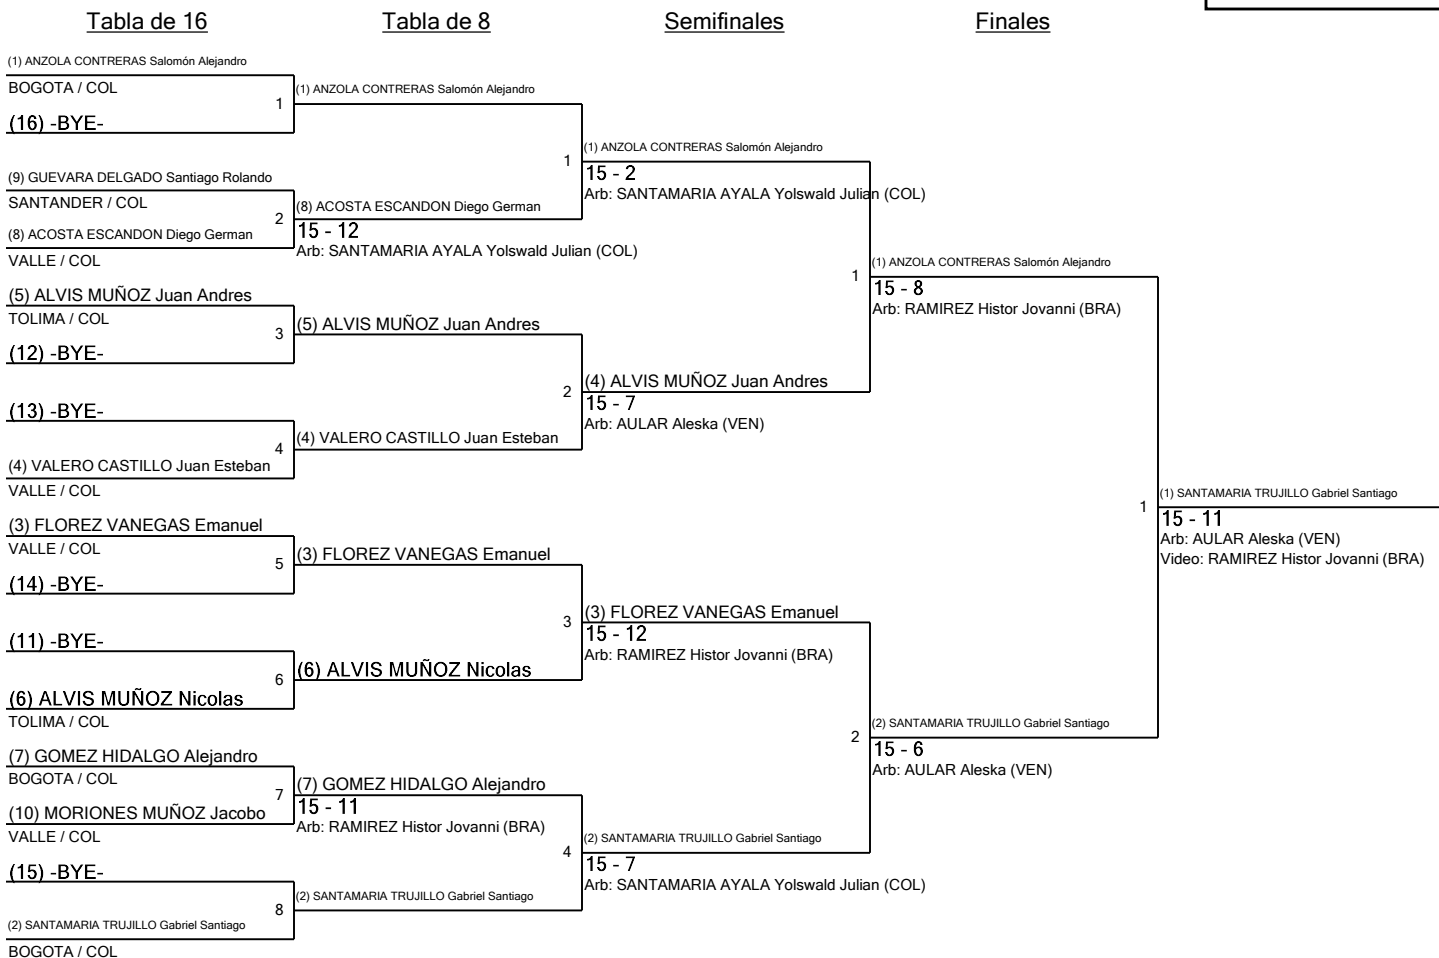 Tabla de 16
Tabla de 8
Semifinales
Finales
(1) ANZOLA CONTRERAS Salomón Alejandro
BOGOTA / COL
1
(16) -BYE-
(9) GUEVARA DELGADO Santiago Rolando
SANTANDER / COL
2
(8) ACOSTA ESCANDON Diego German
VALLE / COL
(5) ALVIS MUÑOZ Juan Andres
TOLIMA / COL
3
(12) -BYE-
(13) -BYE-
4
(4) VALERO CASTILLO Juan Esteban
VALLE / COL
(3) FLOREZ VANEGAS Emanuel
VALLE / COL
5
(14) -BYE-
(11) -BYE-
6
(6) ALVIS MUÑOZ Nicolas
TOLIMA / COL
(7) GOMEZ HIDALGO Alejandro
BOGOTA / COL
7
(10) MORIONES MUÑOZ Jacobo
VALLE / COL
(15) -BYE-
8
(2) SANTAMARIA TRUJILLO Gabriel Santiago
BOGOTA / COL
(1) ANZOLA CONTRERAS Salomón Alejandro
1
(8) ACOSTA ESCANDON Diego German
15 - 12
Arb: SANTAMARIA AYALA Yolswald Julian (COL)
(5) ALVIS MUÑOZ Juan Andres
2
(4) VALERO CASTILLO Juan Esteban
(3) FLOREZ VANEGAS Emanuel
3
(6) ALVIS MUÑOZ Nicolas
(7) GOMEZ HIDALGO Alejandro
15 - 11
Arb: RAMIREZ Histor Jovanni (BRA)
4
(2) SANTAMARIA TRUJILLO Gabriel Santiago
(1) ANZOLA CONTRERAS Salomón Alejandro
15 - 2
Arb: SANTAMARIA AYALA Yolswald Julian (COL)
1
(4) ALVIS MUÑOZ Juan Andres
15 - 7
Arb: AULAR Aleska (VEN)
(3) FLOREZ VANEGAS Emanuel
15 - 12
Arb: RAMIREZ Histor Jovanni (BRA)
2
(2) SANTAMARIA TRUJILLO Gabriel Santiago
15 - 7
Arb: SANTAMARIA AYALA Yolswald Julian (COL)
(1) ANZOLA CONTRERAS Salomón Alejandro
15 - 8
Arb: RAMIREZ Histor Jovanni (BRA)
1
(2) SANTAMARIA TRUJILLO Gabriel Santiago
15 - 6
Arb: AULAR Aleska (VEN)
(1) SANTAMARIA TRUJILLO Gabriel Santiago
15 - 11
Arb: AULAR Aleska (VEN)
Video: RAMIREZ Histor Jovanni (BRA)